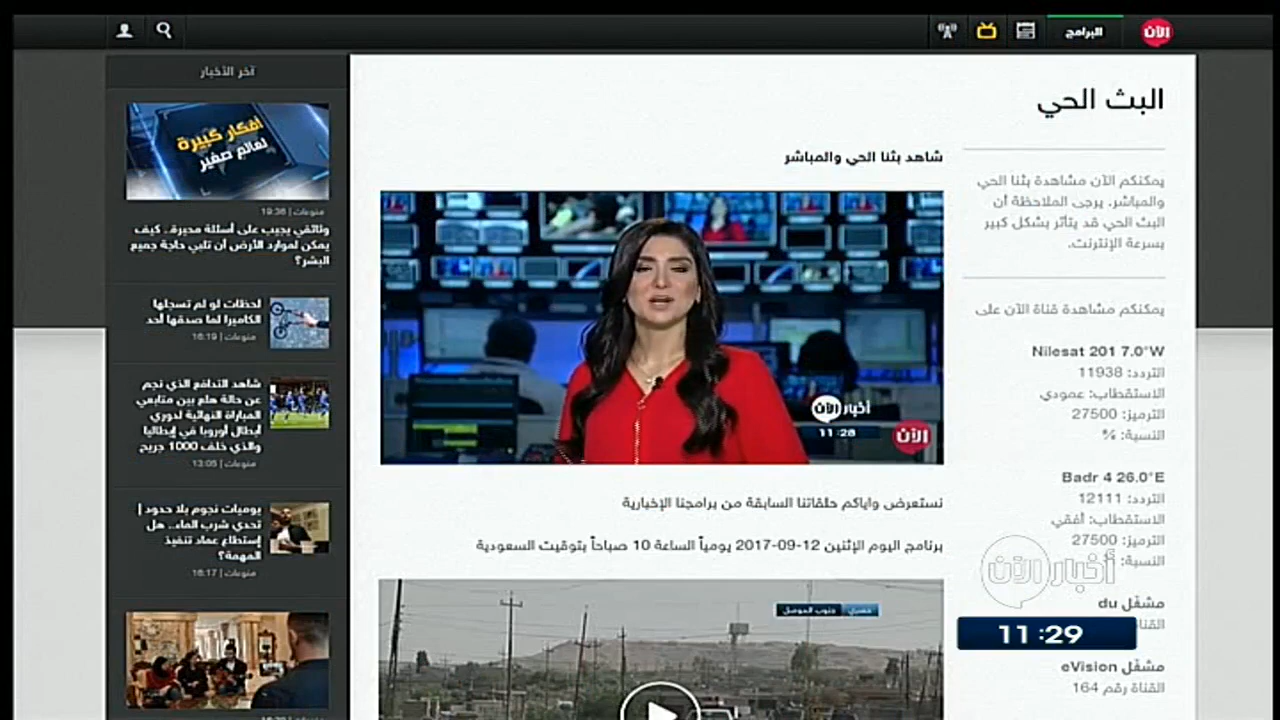 الآن
البرامج
البث الحي
يمكنكم الآن مشاهدة بثنا الحي
والمباشر. يرجى الملاحظة أن
البث الحي قد يتأثر بشكل كبير
بسرعة الإنترنت.
يمكنكم مشاهدة قناة الآن على
Nilesat 201 7.0°W
التردد: 11938
الاستقطاب: عمودي
الترميز: 27500
النسبة: ¾
Badr 4 26.0°E
التردد: 12111
الاستقطاب: أفقي
الترميز: 27500
النسبة:
أخبار الآن
مشغّل du
11:29
مشغّل eVision
القناة رقم 164
شاهد بثنا الحي والمباشر
أخبار الآن
11:28
الآن
نستعرض واياكم حلقاتنا السابقة من برامجنا الإخبارية
برنامج اليوم الإثنين 12-09-2017 يومياً الساعة 10 صباحاً بتوقيت السعودية
حصري
جنوب الموصل
آخر الأخبار
أفكار كبيرة
لعالم صغير
منوعات | 19:36
وثائقي يجيب على أسئلة محيرة.. كيف
يمكن لموارد الأرض أن تلبي حاجة جميع
البشر؟
لحظات لو لم تسجلها
الكاميرا لما صدقها أحد
منوعات | 16:19
شاهد التدافع الذي نجم
عن حالة هلع بين متابعي
المباراة النهائية لدوري
أبطال أوروبا في إيطاليا
والذي خلف 1000 جريح
منوعات | 13:05
يوميات نجوم بلا حدود |
تحدي شرب الماء.. هل
إستطاع عماد تنفيذ
المهمة؟
منوعات | 16:17